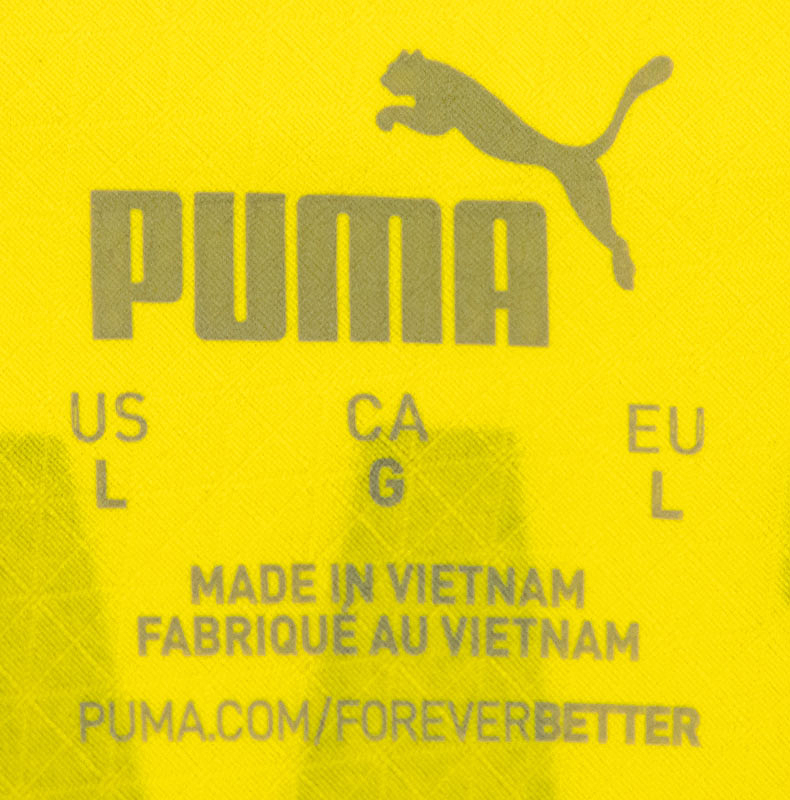 PUMA
US CA EU
L G L
MADE IN VIETNAM
FABRIQUÉ AU VIETNAM
PUMA.COM/FOREVERBETTER